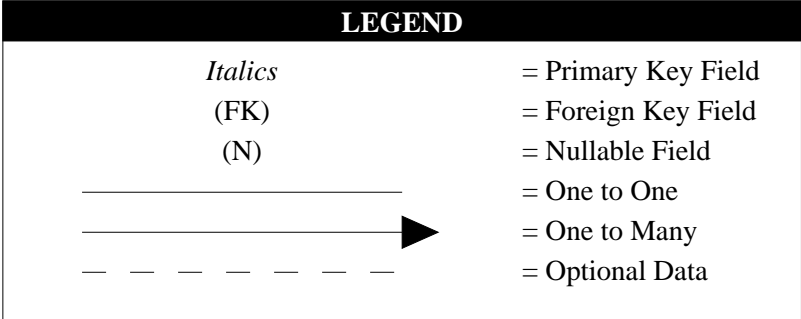 LEGEND
Italics = Primary Key Field
(FK) = Foreign Key Field
(N) = Nullable Field
= One to One
= One to Many
= Optional Data